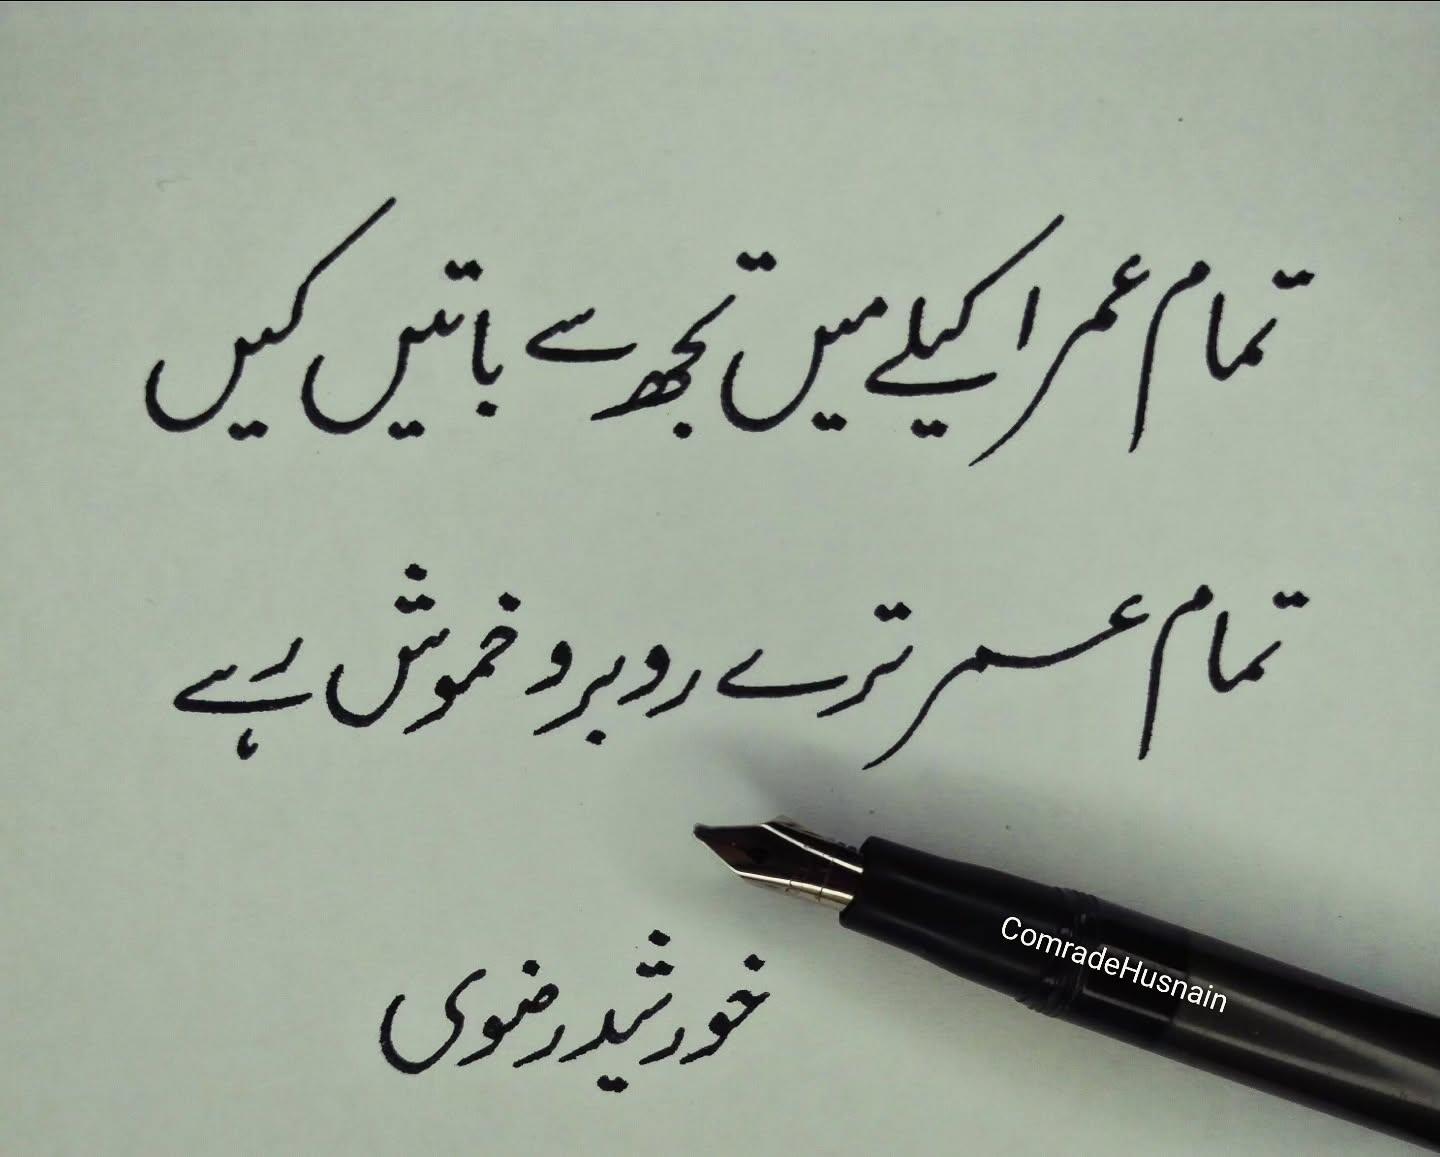 تمام عمر اکیلے میں تجھ سے باتیں کیں
تمام عمر ترے روبرو خموش رہے
خورشید رضوی
ComradeHusnain